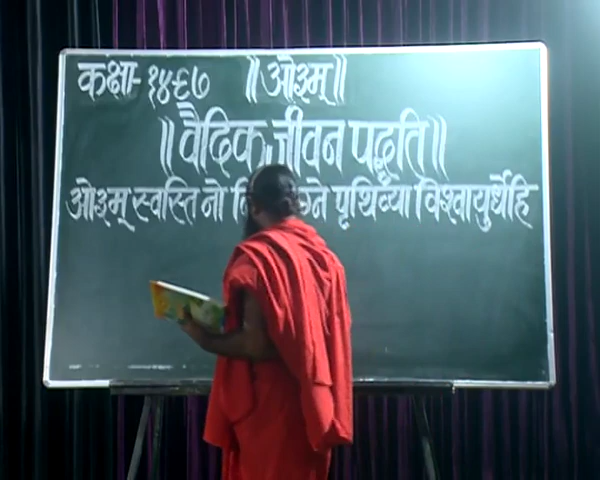 कक्षा- १४६७ ॥ओ३म्॥
॥वैदिक जीवन पद्धति॥
ओ३म् स्वस्ति नो पृथिव्या विश्वायुर्धेहि